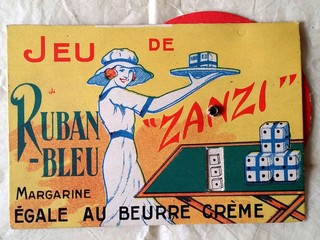 JEU DE
"ZANZI"
RUBAN
-BLEU
MARGARINE
ÉGALE AU BEURRE CRÈME